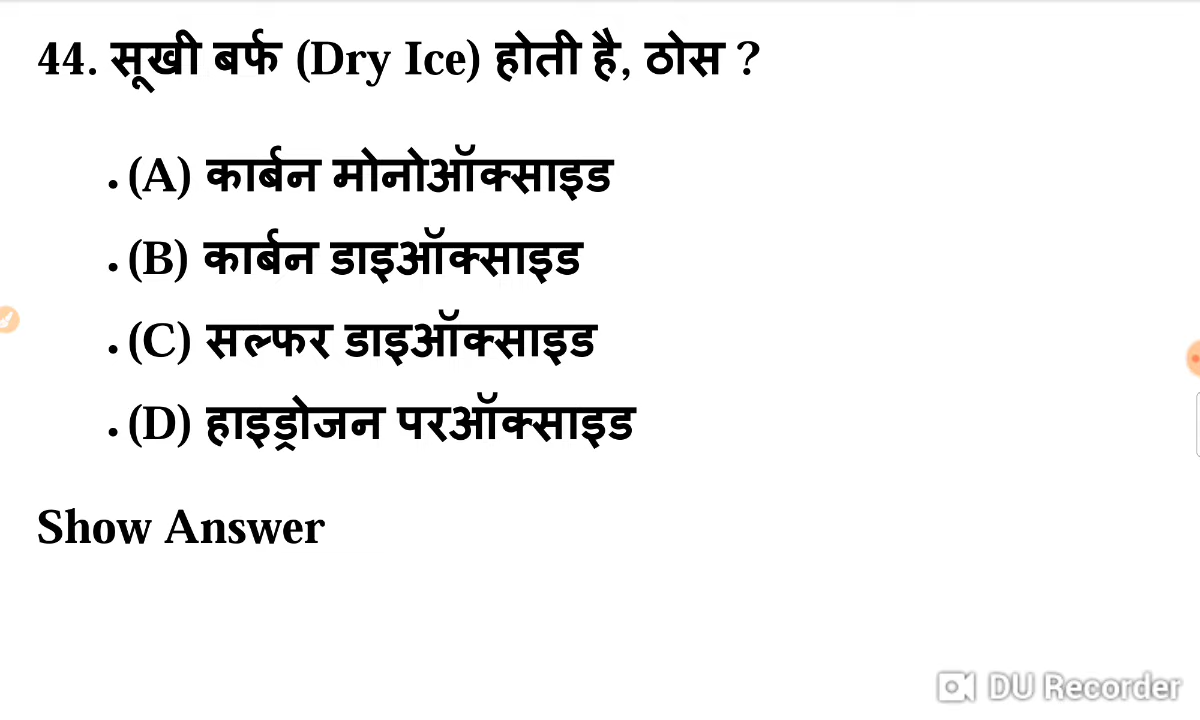 44. सूखी बर्फ (Dry Ice) होती है, ठोस ?
. (A) कार्बन मोनोऑक्साइड
. (B) कार्बन डाइऑक्साइड
. (C) सल्फर डाइऑक्साइड
. (D) हाइड्रोजन परऑक्साइड
Show Answer
DU Recorder